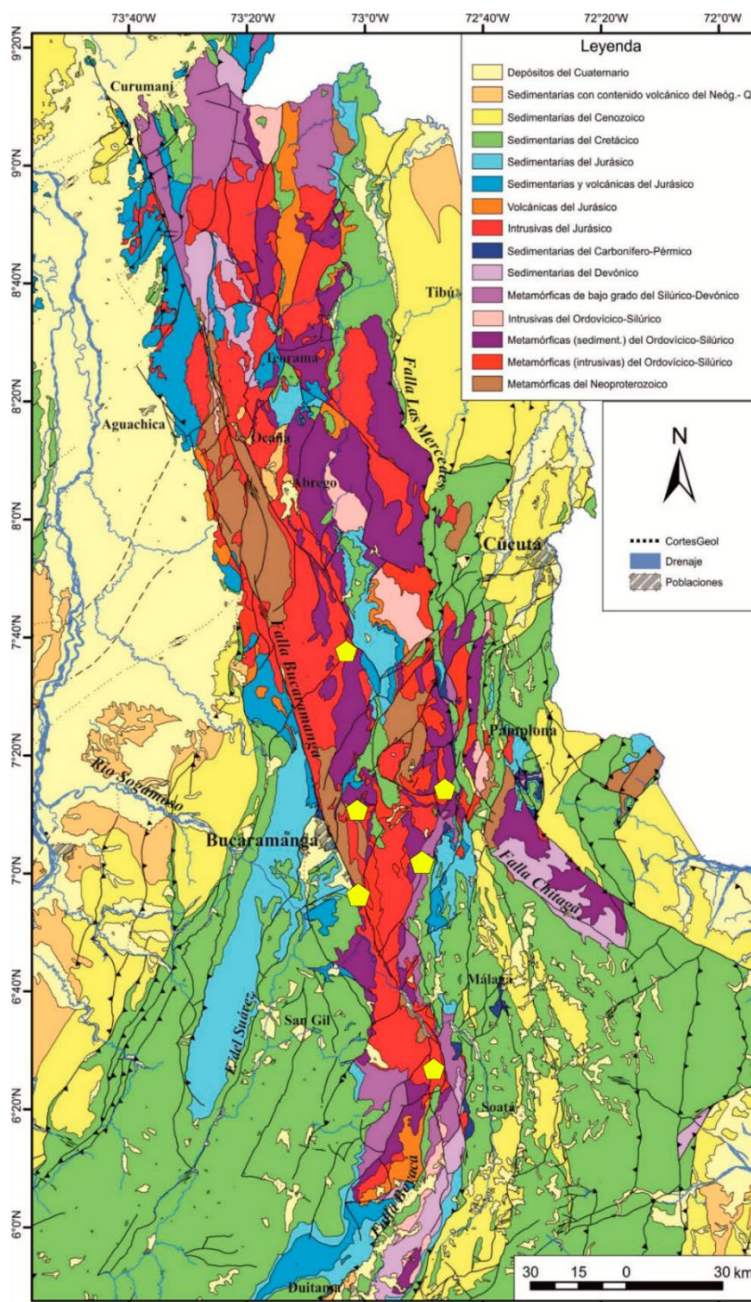 73°40'W
73°20'W
73°0'W
72°40'W
72°20'W
72°0'W
9°20'N
9°0'N
8°40'N
8°20'N
8°0'N
7°40'N
7°20'N
7°0'N
6°40'N
6°20'N
6°0'N
Leyenda
Depósitos del Cuaternario
Sedimentarias con contenido volcánico del Neóg.- Q
Sedimentarias del Cenozoico
Sedimentarias del Cretácico
Sedimentarias del Jurásico
Sedimentarias y volcánicas del Jurásico
Volcánicas del Jurásico
Intrusivas del Jurásico
Sedimentarias del Carbonífero-Pérmico
Sedimentarias del Devónico
Metamórficas de bajo grado del Silúrico-Devónico
Intrusivas del Ordovícico-Silúrico
Metamórficas (sediment.) del Ordovícico-Silúrico
Metamórficas (intrusivas) del Ordovícico-Silúrico
Metamórficas del Neoproterozoico
N
CortesGeol
Drenaje
Poblaciones
Curumaní
Tibú
Teorama
Falla Las Mercedes
Aguachica
Ocaña
Abrego
Cúcuta
Falla Bucaramanga
Pamplona
Río Sogamoso
Bucaramanga
Falla Chitagá
Málaga
F. del Suárez
San Gil
Soatá
Falla Boyacá
Duitama
30 15 0 30 km